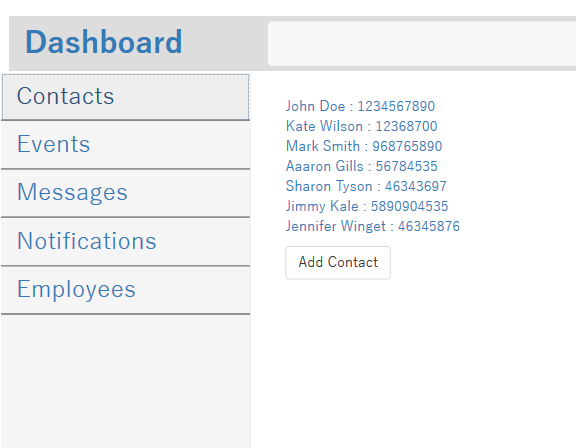 Dashboard
Contacts
Events
Messages
Notifications
Employees
John Doe : 1234567890
Kate Wilson : 12368700
Mark Smith : 968765890
Aaaron Gills : 56784535
Sharon Tyson : 46343697
Jimmy Kale : 5890904535
Jennifer Winget : 46345876
Add Contact